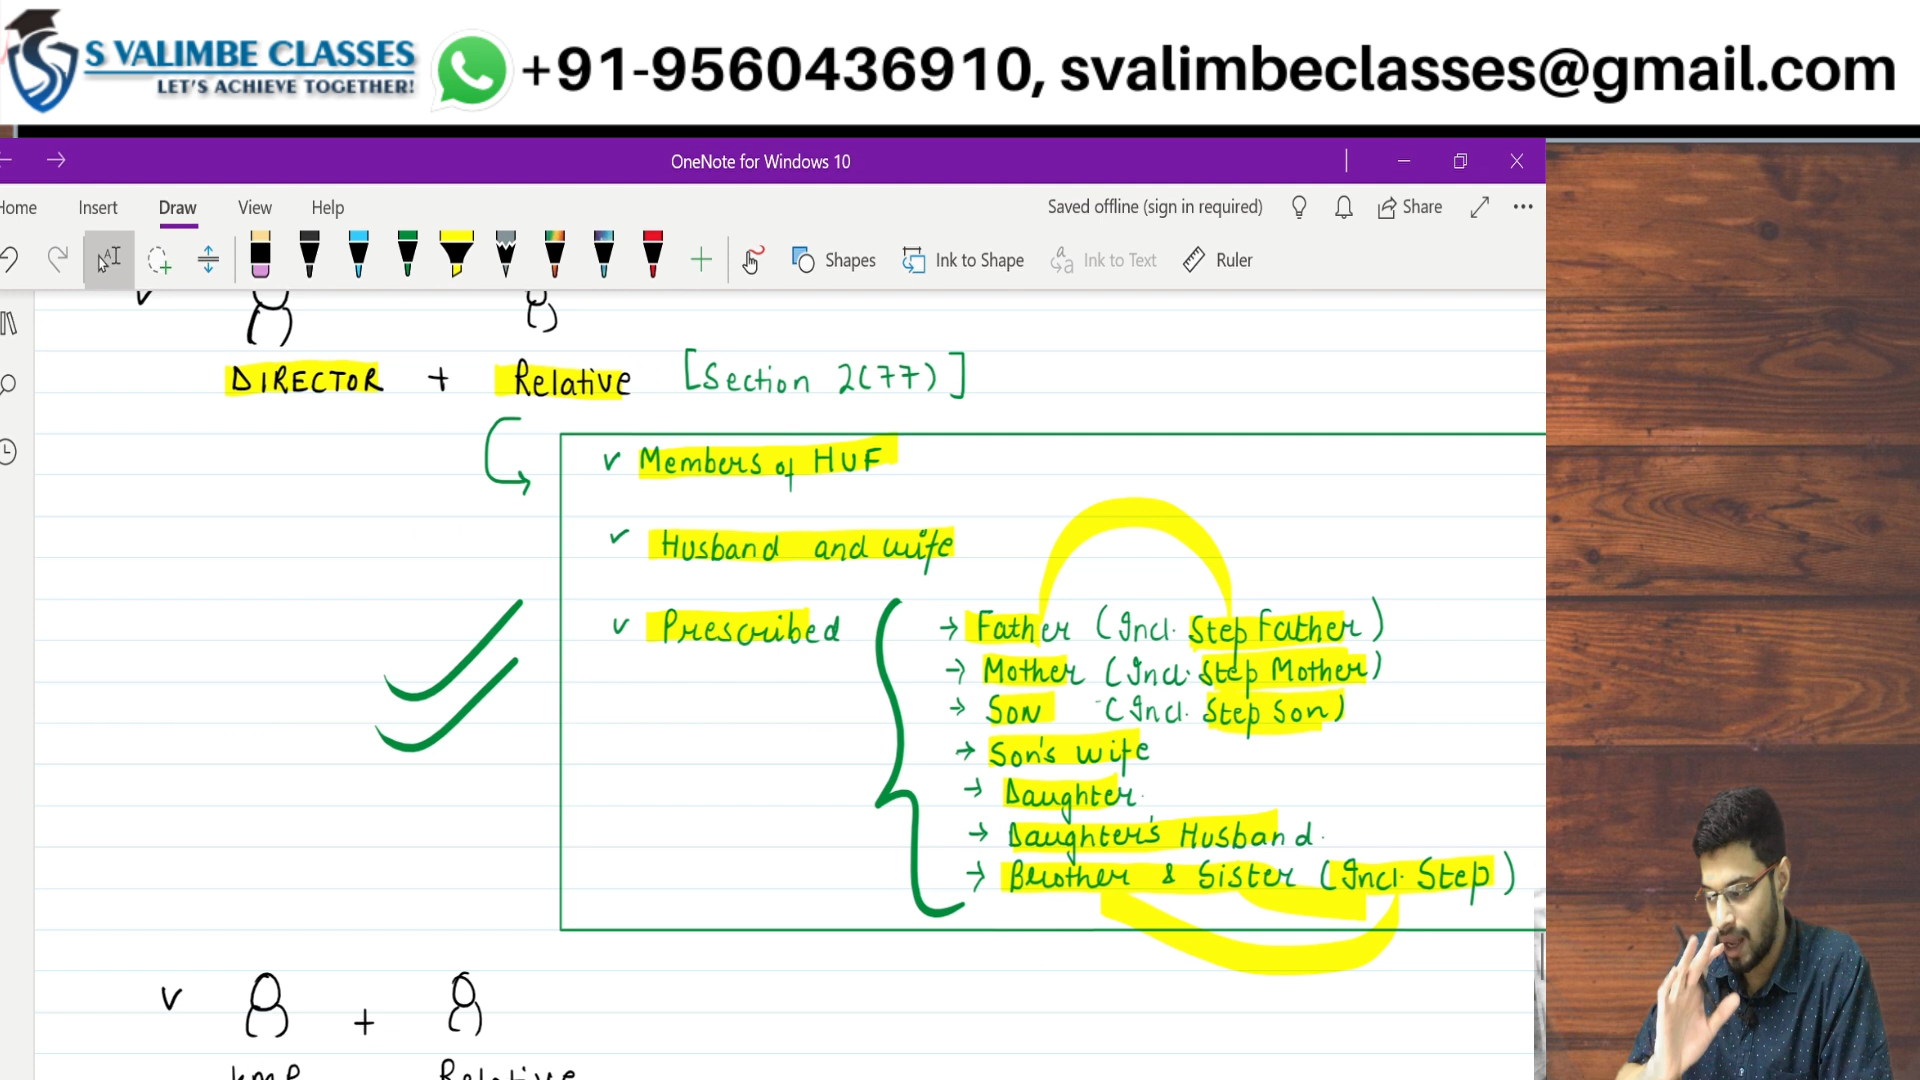 S VALIMBE CLASSES
LET'S ACHIEVE TOGETHER!
+91-9560436910, svalimbeclasses@gmail.com
OneNote for Windows 10
Home Insert Draw View Help
Saved offline (sign in required) Share
Shapes Ink to Shape Ink to Text Ruler
DIRECTOR + Relative [Section 2(77)]
Members of HUF
Husband and wife
Prescribed
→ Father (Incl. Step Father)
→ Mother (Incl. Step Mother)
→ Son (Incl. Step Son)
→ Son's wife
→ Daughter.
→ Daughter's Husband.
→ Brother & Sister (Incl. Step)
+
KMP Relative